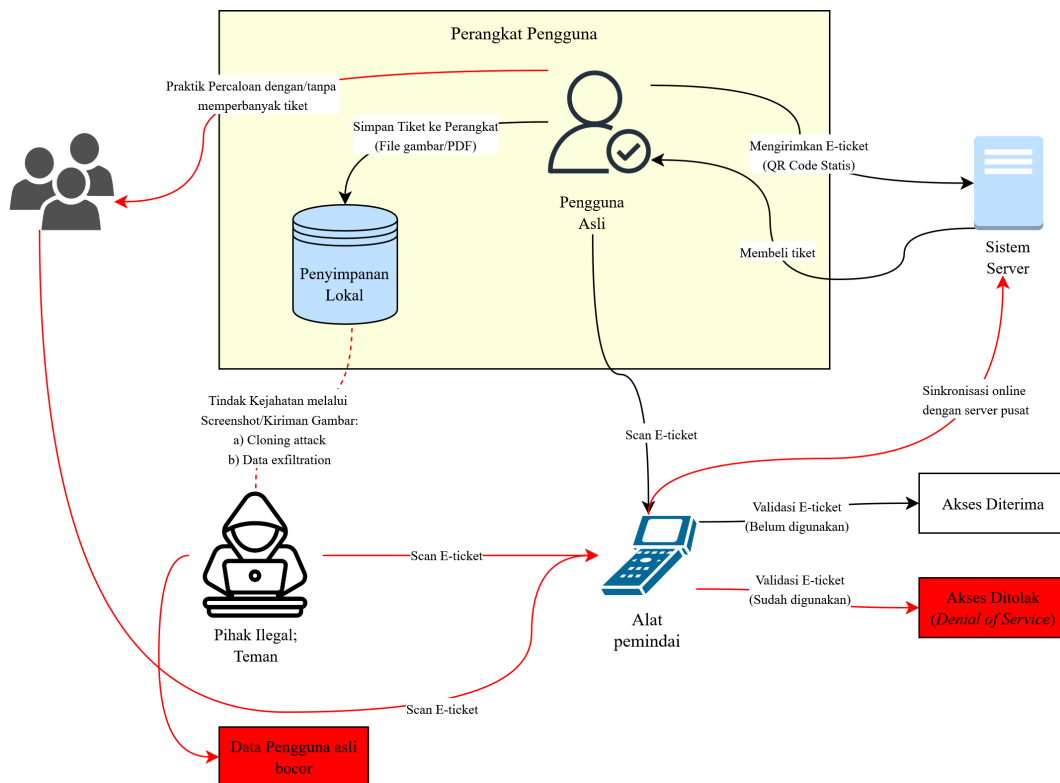 Perangkat Pengguna
Praktik Percaloan dengan/tanpa
memperbanyak tiket
Simpan Tiket ke Perangkat
(File gambar/PDF)
Mengirimkan E-ticket
(QR Code Statis)
Pengguna
Asli
Membeli tiket
Sistem
Server
Penyimpanan
Lokal
Tindak Kejahatan melalui
Screenshot/Kiriman Gambar:
a) Cloning attack
b) Data exfiltration
Sinkronisasi online
dengan server pusat
Scan E-ticket
Validasi E-ticket
(Belum digunakan)
Akses Diterima
Scan E-ticket
Validasi E-ticket
(Sudah digunakan)
Akses Ditolak
(Denial of Service)
Alat
pemindai
Pihak Ilegal;
Teman
Scan E-ticket
Data Pengguna asli
bocor